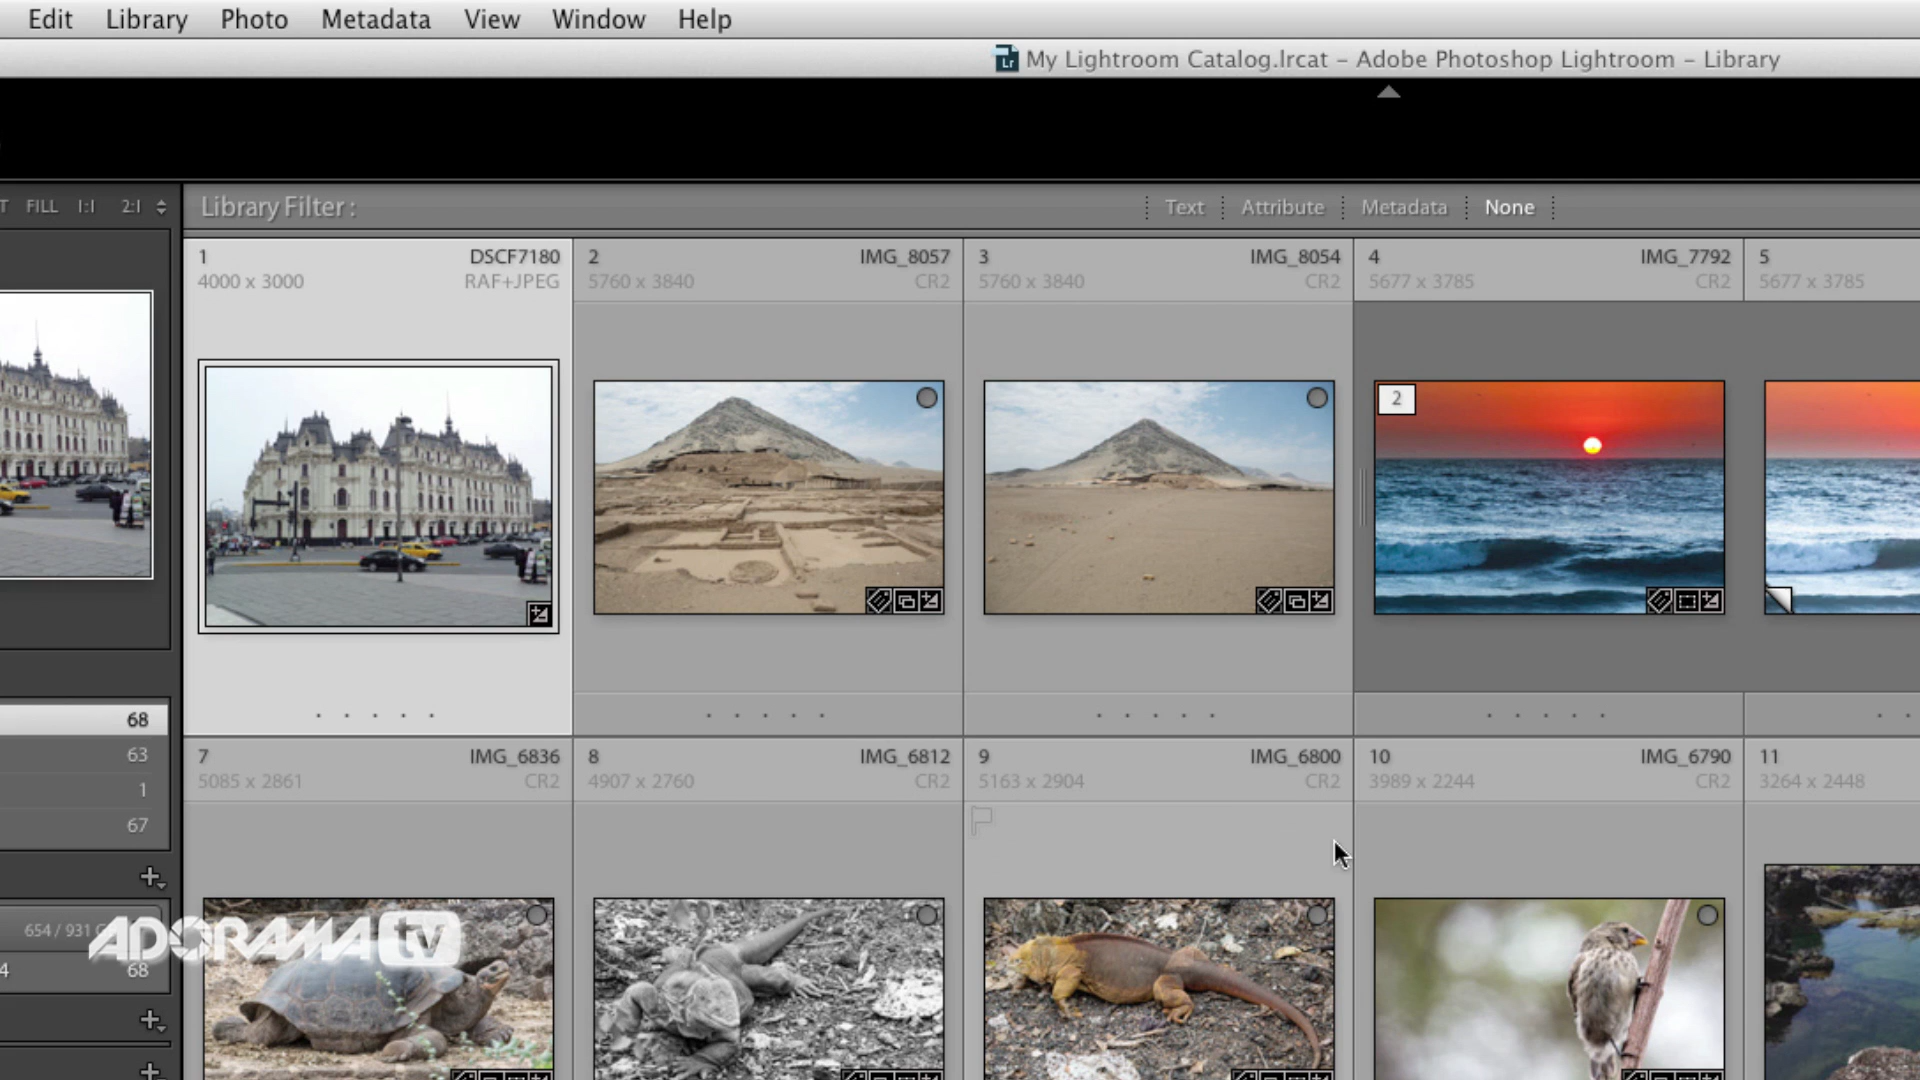 Edit Library Photo Metadata View Window Help
Lr My Lightroom Catalog.lrcat – Adobe Photoshop Lightroom – Library
FILL 1:1 2:1
Library Filter : Text Attribute Metadata None
1 DSCF7180 2 IMG_8057 3 IMG_8054 4 IMG_7792 5
4000 x 3000 RAF+JPEG 5760 x 3840 CR2 5760 x 3840 CR2 5677 x 3785 CR2 5677 x 3785
2
68
7 IMG_6836 8 IMG_6812 9 IMG_6800 10 IMG_6790 11
63
5085 x 2861 CR2 4907 x 2760 CR2 5163 x 2904 CR2 3989 x 2244 CR2 3264 x 2448
1
67
654 / 931
ADORAMA tv
4 68